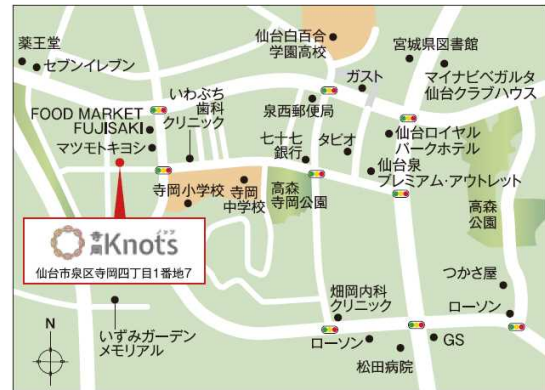 薬王堂
セブンイレブン
仙台白百合
学園高校
宮城県図書館
ガスト
マイナビベガルタ
仙台クラブハウス
いわぶち
歯科
クリニック
泉西郵便局
FOOD MARKET
FUJISAKI
マツモトキヨシ
七十七
銀行
タピオ
仙台ロイヤル
パークホテル
仙台泉
プレミアム・アウトレット
寺岡小学校
寺岡
中学校
高森
寺岡公園
高森
公園
寺岡
Knots
ノッツ
仙台市泉区寺岡四丁目1番地7
つかさ屋
畑岡内科
クリニック
ローソン
N
いずみガーデン
メモリアル
ローソン
GS
松田病院